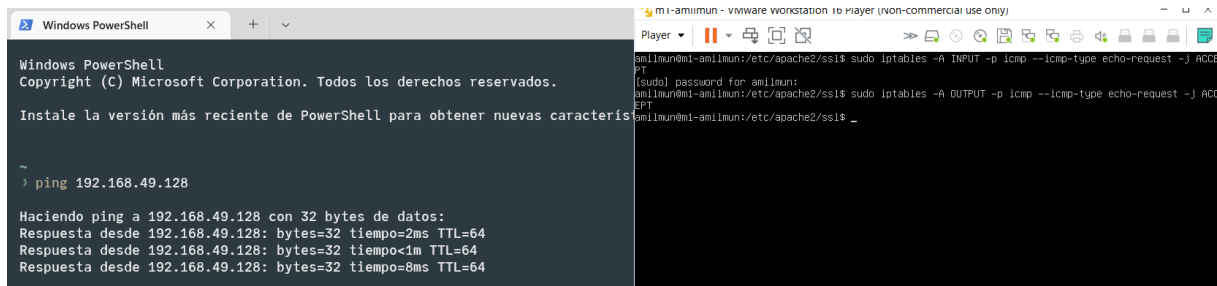 Windows PowerShell
Windows PowerShell
Copyright (C) Microsoft Corporation. Todos los derechos reservados.
Instale la versión más reciente de PowerShell para obtener nuevas característ
~
❯ ping 192.168.49.128
Haciendo ping a 192.168.49.128 con 32 bytes de datos:
Respuesta desde 192.168.49.128: bytes=32 tiempo=2ms TTL=64
Respuesta desde 192.168.49.128: bytes=32 tiempo<1m TTL=64
Respuesta desde 192.168.49.128: bytes=32 tiempo=8ms TTL=64
m1-amilmun - VMware Workstation 16 Player (Non-commercial use only)
Player
amilmun@m1-amilmun:/etc/apache2/ssl$ sudo iptables -A INPUT -p icmp --icmp-type echo-request -j ACCE
PT
[sudo] password for amilmun:
amilmun@m1-amilmun:/etc/apache2/ssl$ sudo iptables -A OUTPUT -p icmp --icmp-type echo-request -j ACC
EPT
amilmun@m1-amilmun:/etc/apache2/ssl$ _